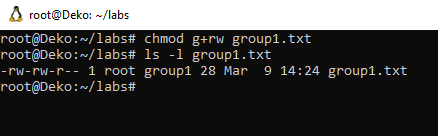 root@Deko: ~/labs
root@Deko:~/labs# chmod g+rw group1.txt
root@Deko:~/labs# ls -l group1.txt
-rw-rw-r-- 1 root group1 28 Mar  9 14:24 group1.txt
root@Deko:~/labs#